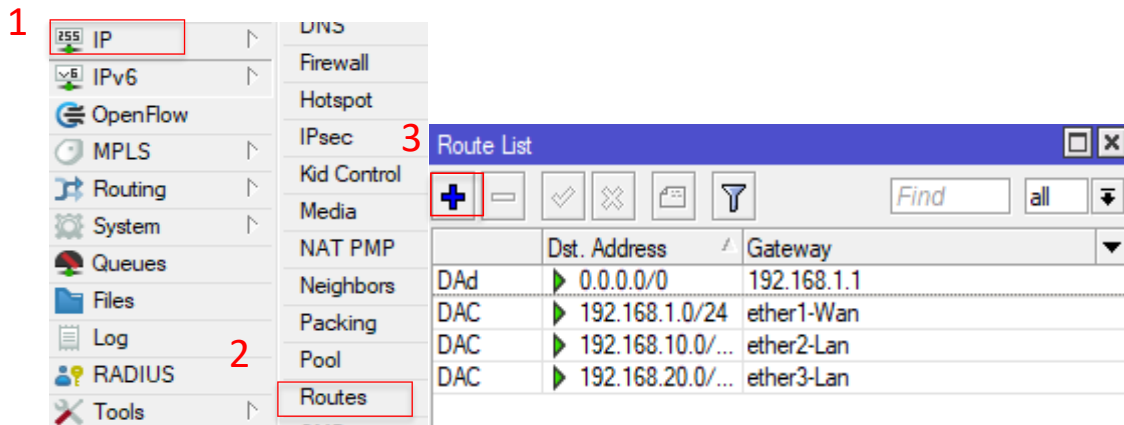 1
255 IP
v6 IPv6
OpenFlow
MPLS
Routing
System
Queues
Files
Log
RADIUS
Tools
2
DNS
Firewall
Hotspot
IPsec
Kid Control
Media
NAT PMP
Neighbors
Packing
Pool
Routes
3
Route List
Find all
Dst. Address Gateway
DAd 0.0.0.0/0 192.168.1.1
DAC 192.168.1.0/24 ether1-Wan
DAC 192.168.10.0/... ether2-Lan
DAC 192.168.20.0/... ether3-Lan